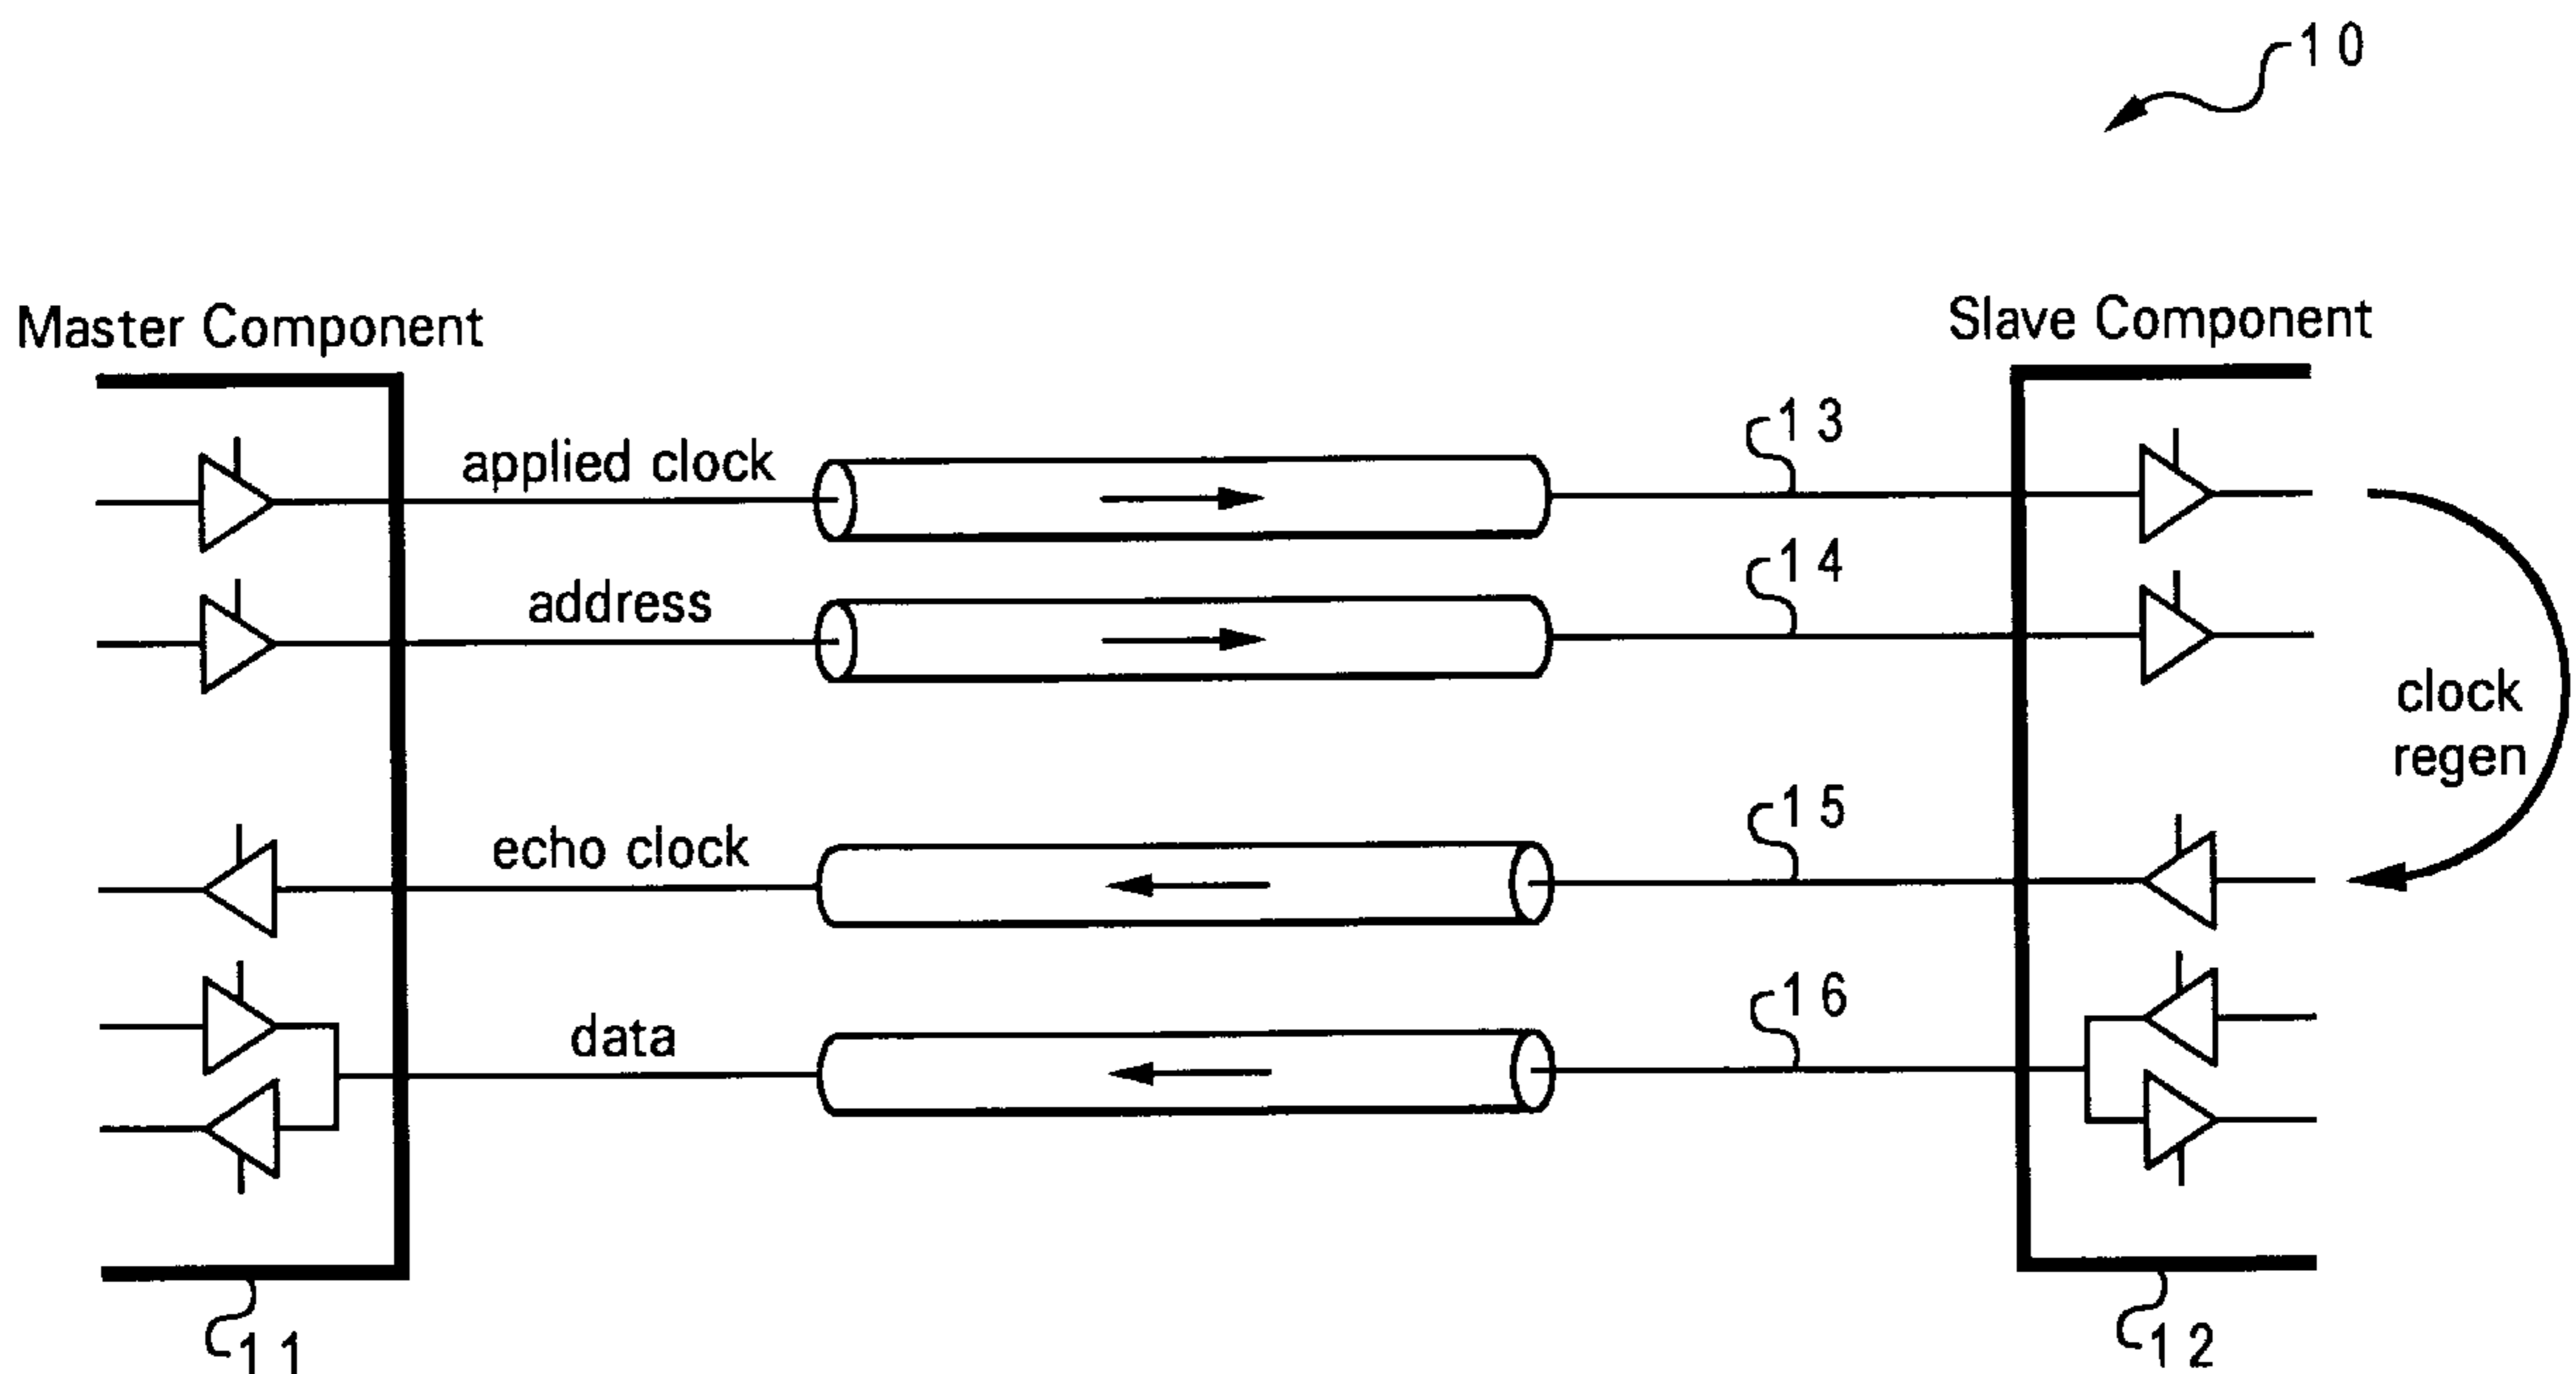 10
Master Component
Slave Component
applied clock
13
address
14
clock
regen
echo clock
15
data
16
11
12